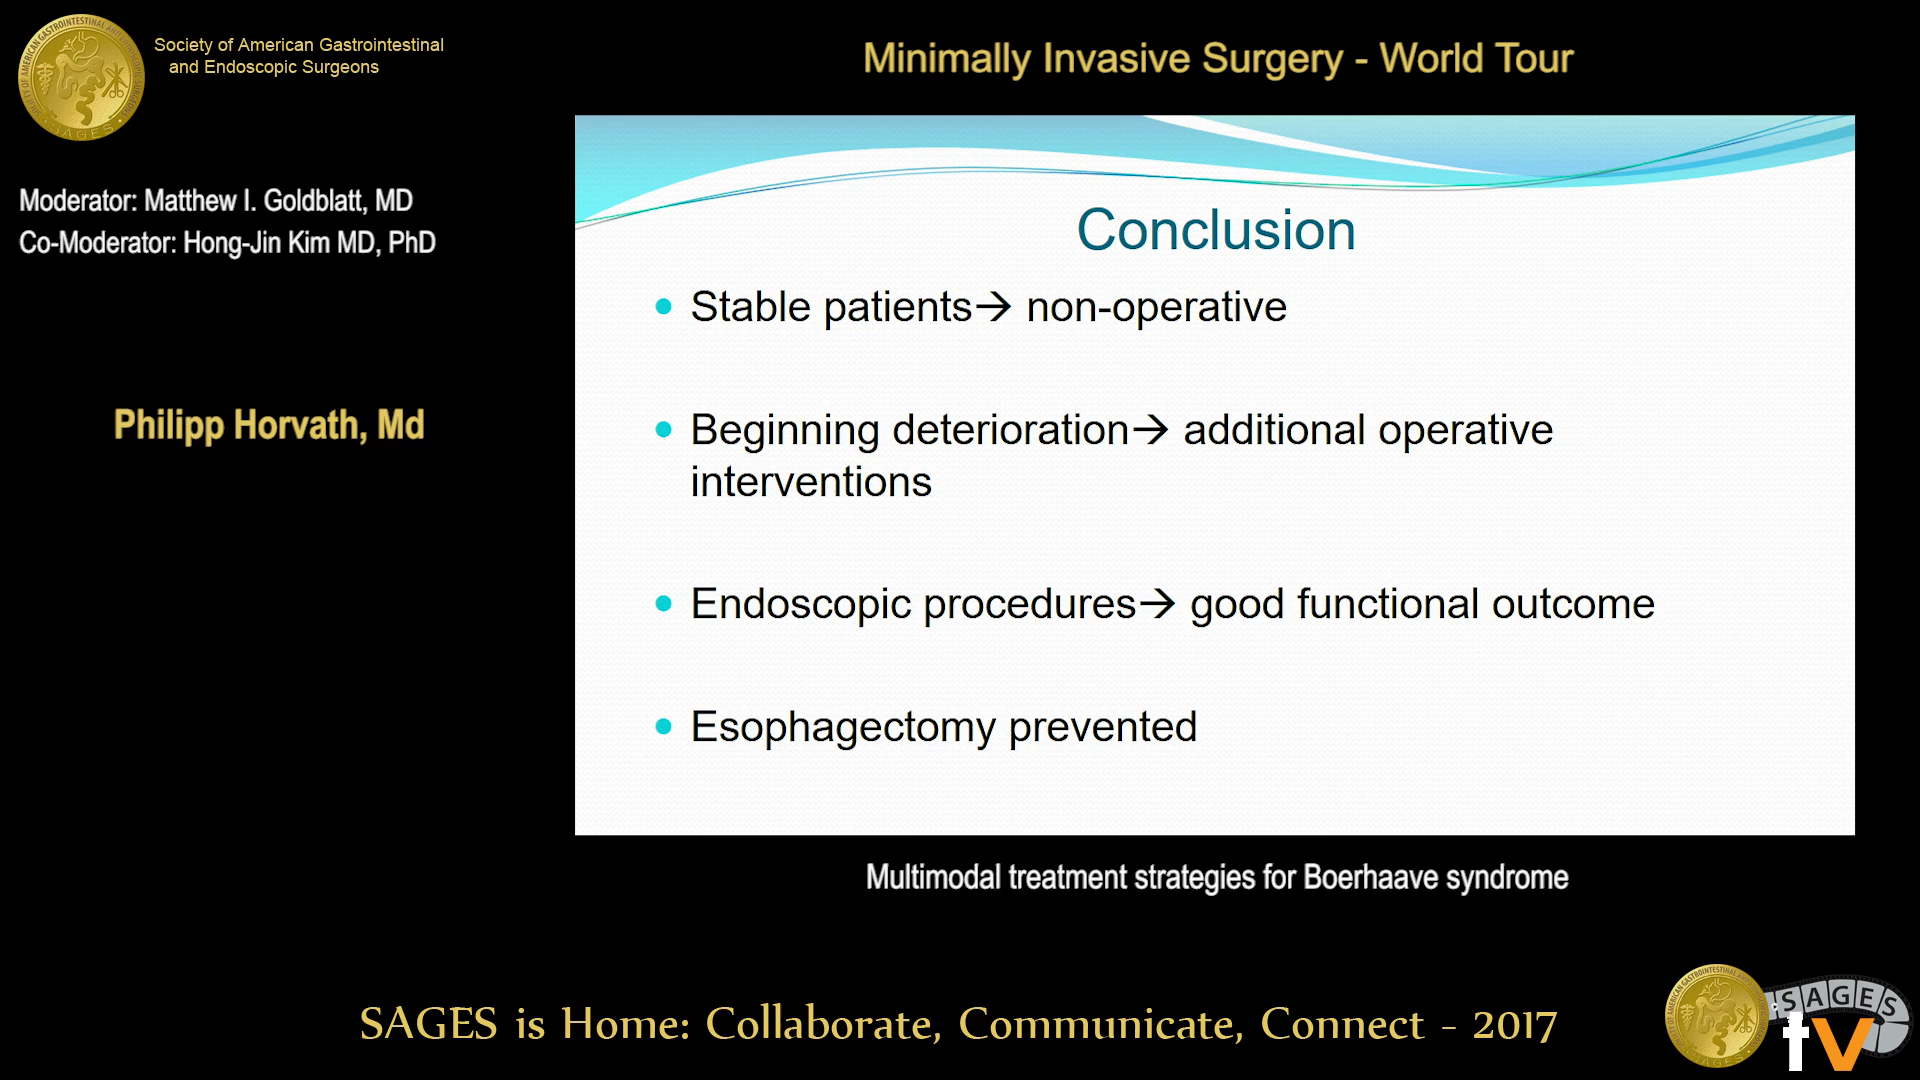 Society of American Gastrointestinal
and Endoscopic Surgeons
Minimally Invasive Surgery - World Tour
Moderator: Matthew I. Goldblatt, MD
Co-Moderator: Hong-Jin Kim MD, PhD
Philipp Horvath, Md
Conclusion
• Stable patients→ non-operative
• Beginning deterioration→ additional operative
interventions
• Endoscopic procedures→ good functional outcome
• Esophagectomy prevented
Multimodal treatment strategies for Boerhaave syndrome
SAGES is Home: Collaborate, Communicate, Connect - 2017
SAGES
tv